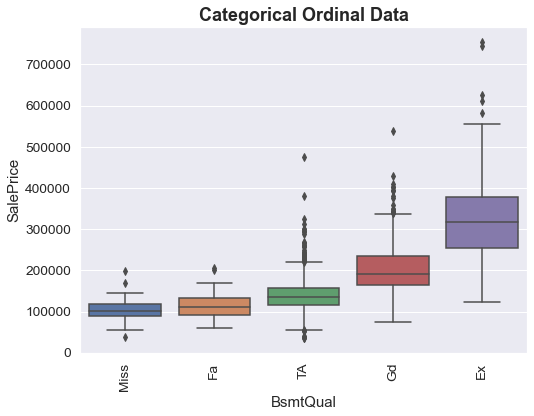 Categorical Ordinal Data
700000
600000
500000
400000
300000
200000
100000
0
SalePrice
Miss
Fa
TA
Gd
Ex
BsmtQual